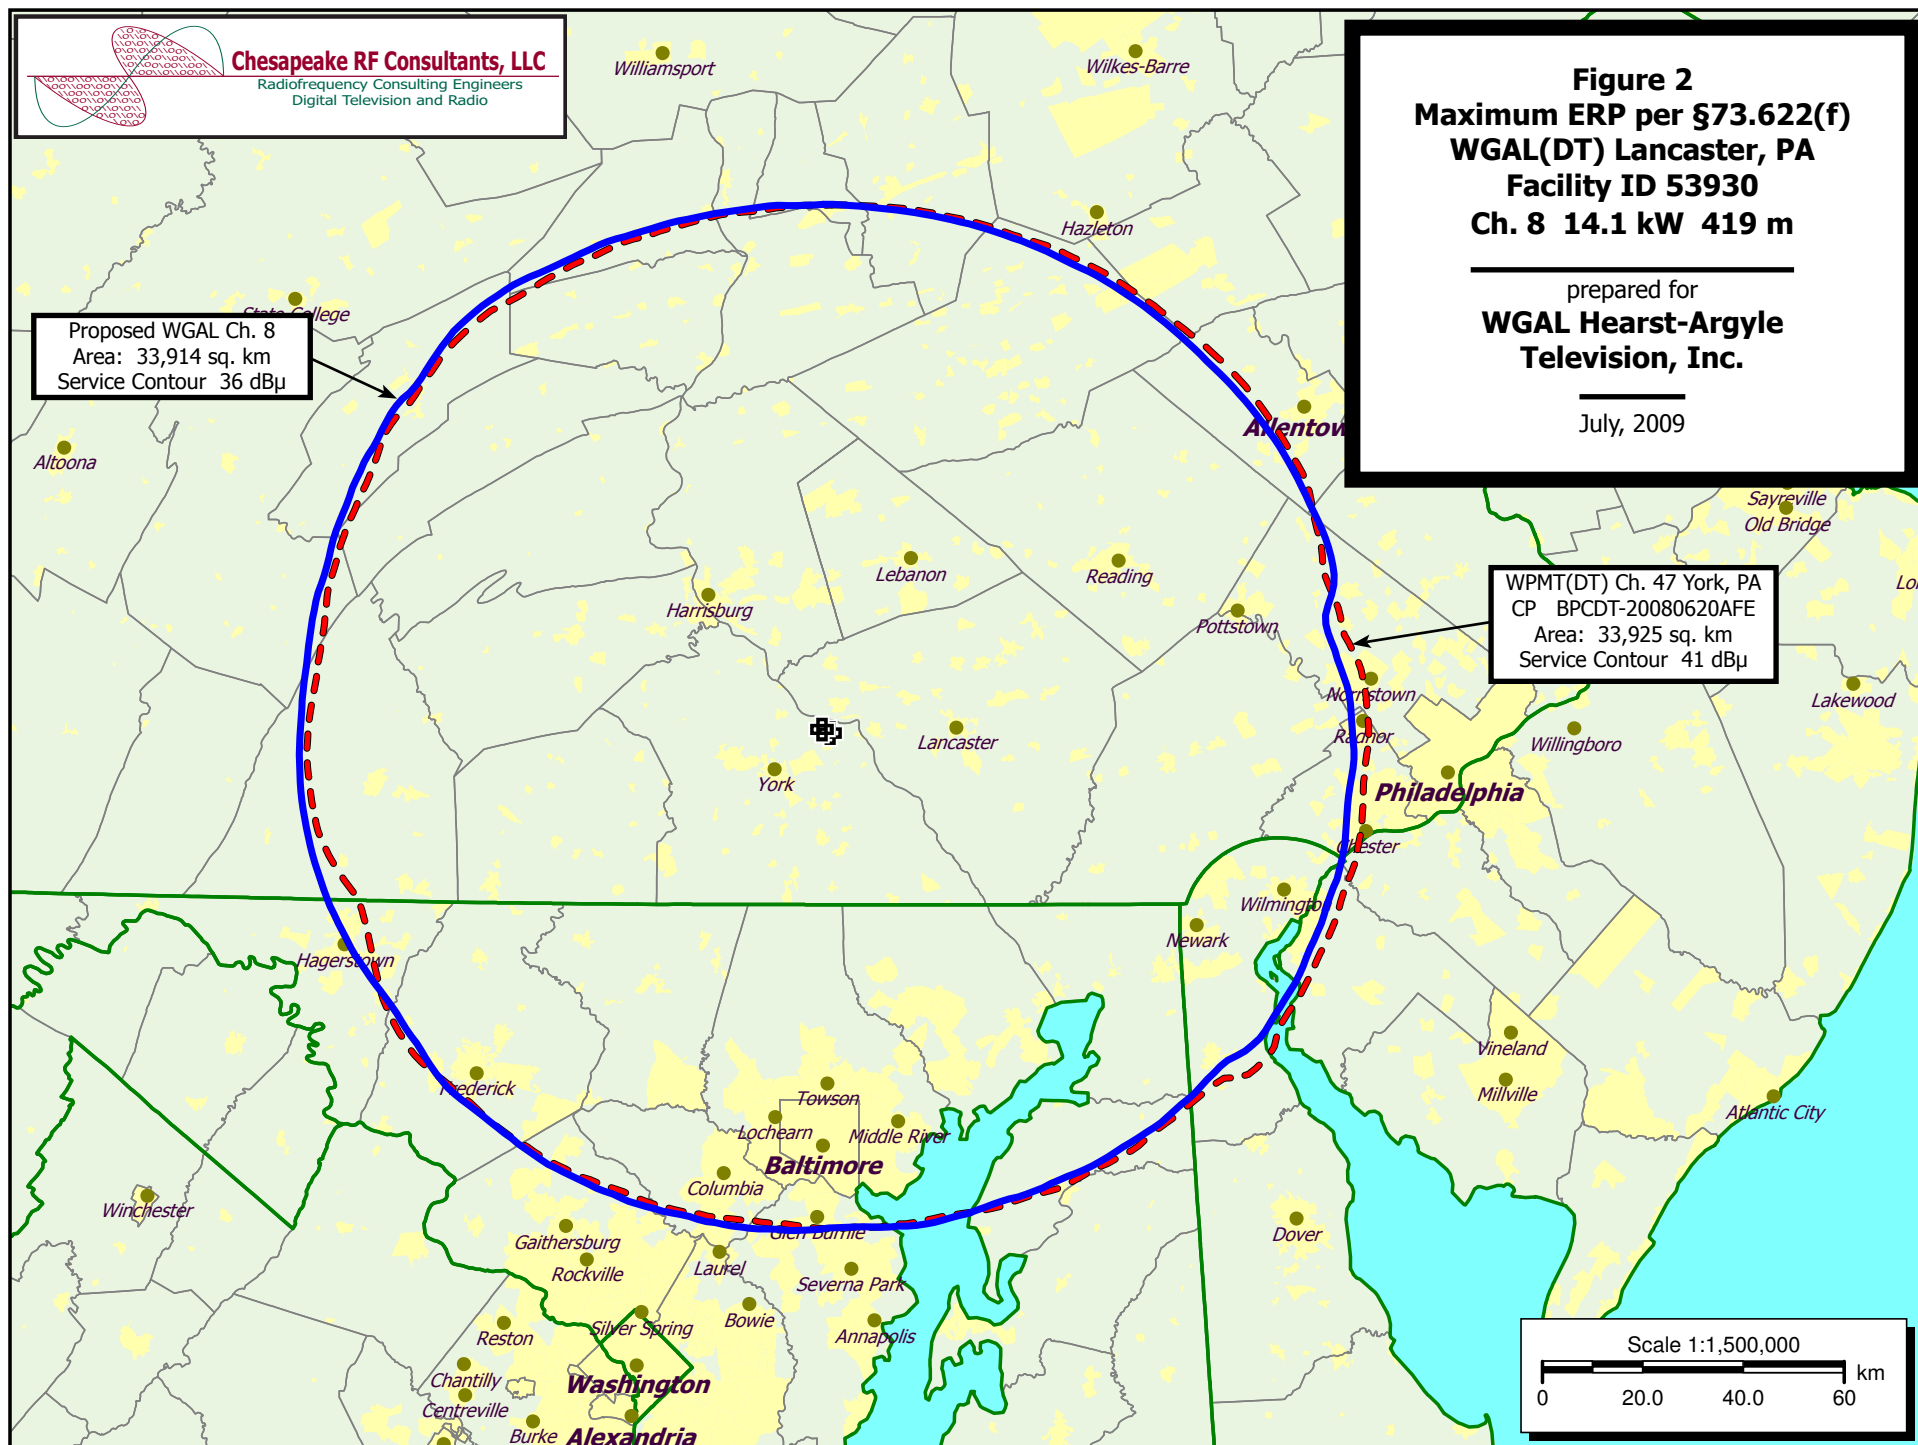 Chesapeake RF Consultants, LLC
Radiofrequency Consulting Engineers
Digital Television and Radio
Figure 2
Maximum ERP per §73.622(f)
WGAL(DT) Lancaster, PA
Facility ID 53930
Ch. 8 14.1 kW 419 m
prepared for
WGAL Hearst-Argyle
Television, Inc.
July, 2009
Williamsport
Wilkes-Barre
Hazleton
State College
Proposed WGAL Ch. 8
Area: 33,914 sq. km
Service Contour 36 dBµ
Altoona
Allentow
Sayreville
Old Bridge
Lebanon
Reading
Harrisburg
Pottstown
WPMT(DT) Ch. 47 York, PA
CP BPCDT-20080620AFE
Area: 33,925 sq. km
Service Contour 41 dBµ
Norristown
Lakewood
Radnor
Willingboro
Lancaster
York
Philadelphia
Chester
Wilmington
Newark
Hagerstown
Vineland
Millville
Atlantic City
Frederick
Towson
Lochearn
Middle River
Baltimore
Columbia
Winchester
Glen Burnie
Gaithersburg
Dover
Rockville
Laurel
Severna Park
Bowie
Silver Spring
Reston
Annapolis
Chantilly
Washington
Centreville
Burke
Alexandria
Scale 1:1,500,000
km
0 20.0 40.0 60